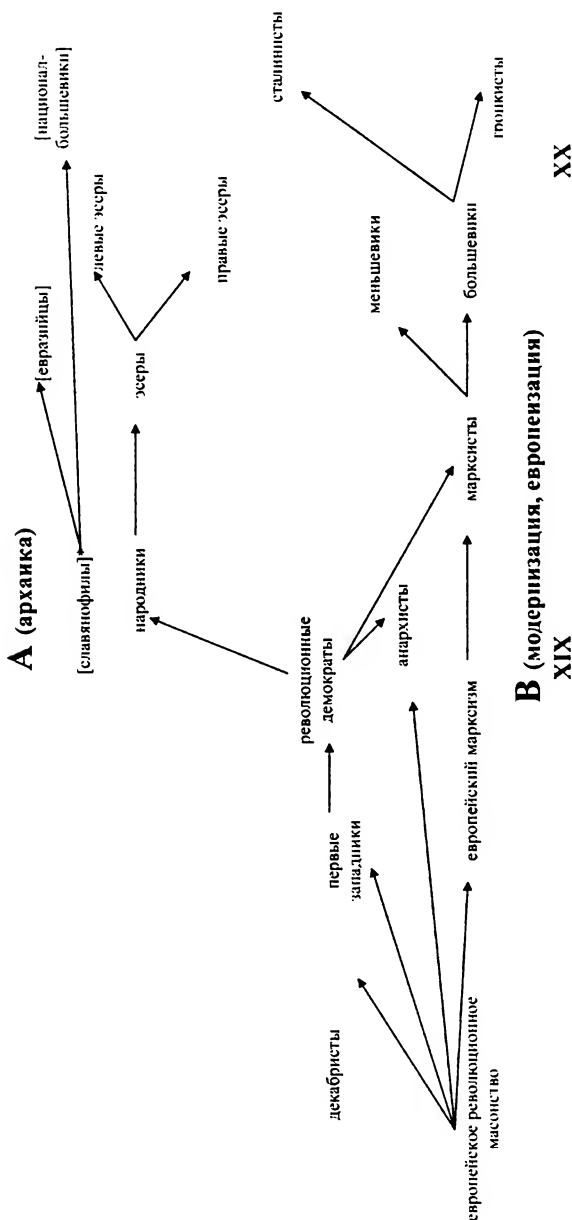 А (архаика)
[славянофилы]*
[евразийцы]
[национал-
большевики]
народники
эсеры
левые эсеры
правые эсеры
революционные
демократы
первые
западники
декабристы
анархисты
марксисты
меньшевики
большевики
сталинисты
троцкисты
европейское революционное
масонство
европейский марксизм
В (модернизация, европеизация)
XIX
XX